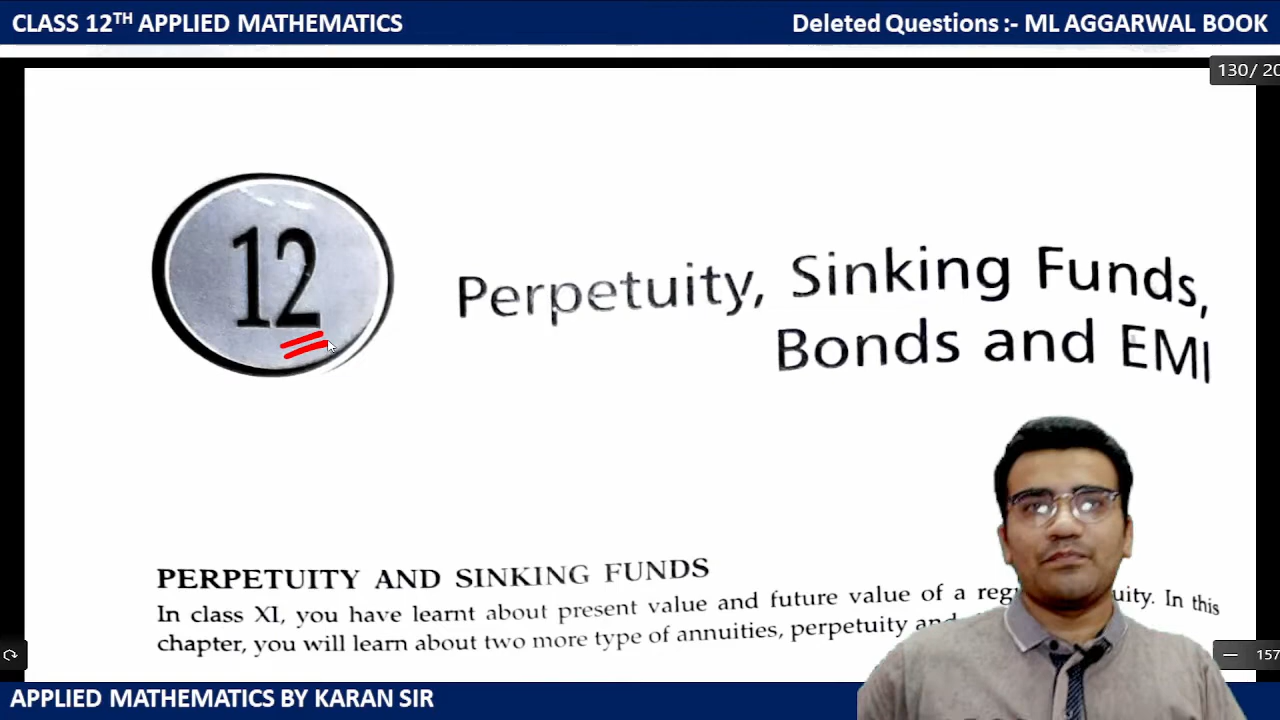 CLASS 12TH APPLIED MATHEMATICS
Deleted Questions :- ML AGGARWAL BOOK
130/ 20
12
Perpetuity, Sinking Funds,
Bonds and EMI
PERPETUITY AND SINKING FUNDS
In class XI, you have learnt about present value and future value of a reg uity. In this
chapter, you will learn about two more type of annuities, perpetuity and
157
APPLIED MATHEMATICS BY KARAN SIR